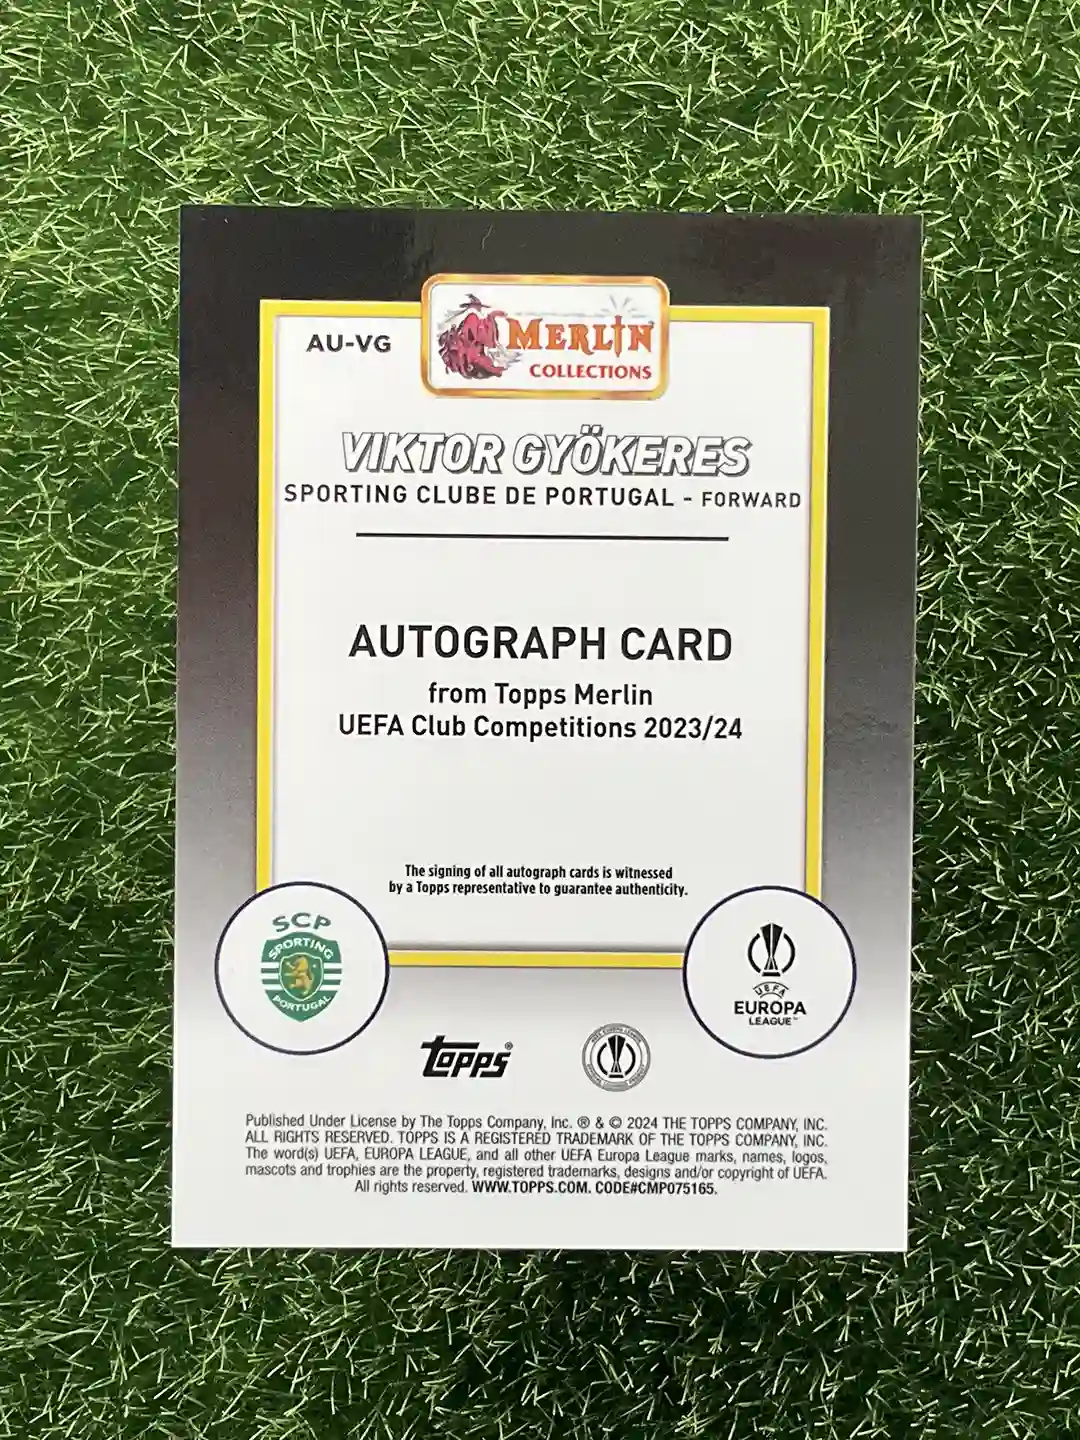 AU-VG
MERLIN
COLLECTIONS
VIKTOR GYÖKERES
SPORTING CLUBE DE PORTUGAL - FORWARD
AUTOGRAPH CARD
from Topps Merlin
UEFA Club Competitions 2023/24
The signing of all autograph cards is witnessed
by a Topps representative to guarantee authenticity.
SCP
SPORTING
PORTUGAL
UEFA
EUROPA
LEAGUE™
Topps®
Published Under License by The Topps Company, Inc. ® & © 2024 THE TOPPS COMPANY, INC.
ALL RIGHTS RESERVED. TOPPS IS A REGISTERED TRADEMARK OF THE TOPPS COMPANY, INC.
The word(s) UEFA, EUROPA LEAGUE, and all other UEFA Europa League marks, names, logos,
mascots and trophies are the property, registered trademarks, designs and/or copyright of UEFA.
All rights reserved. WWW.TOPPS.COM. CODE#CMP075165.